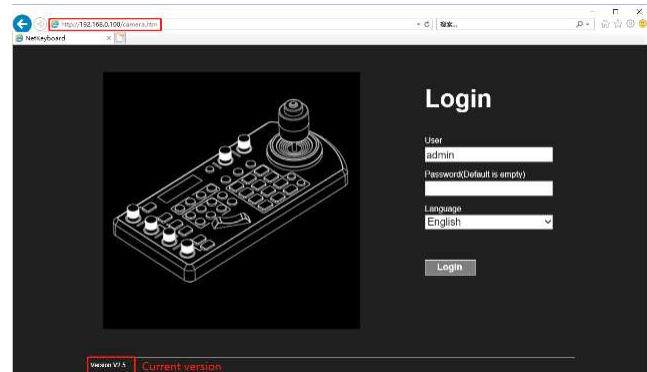 http://192.168.0.100/camera.htm
搜索...
NetKeyboard
Login
User
admin
Password(Default is empty)
Language
English
Login
Version V2.5 Current version